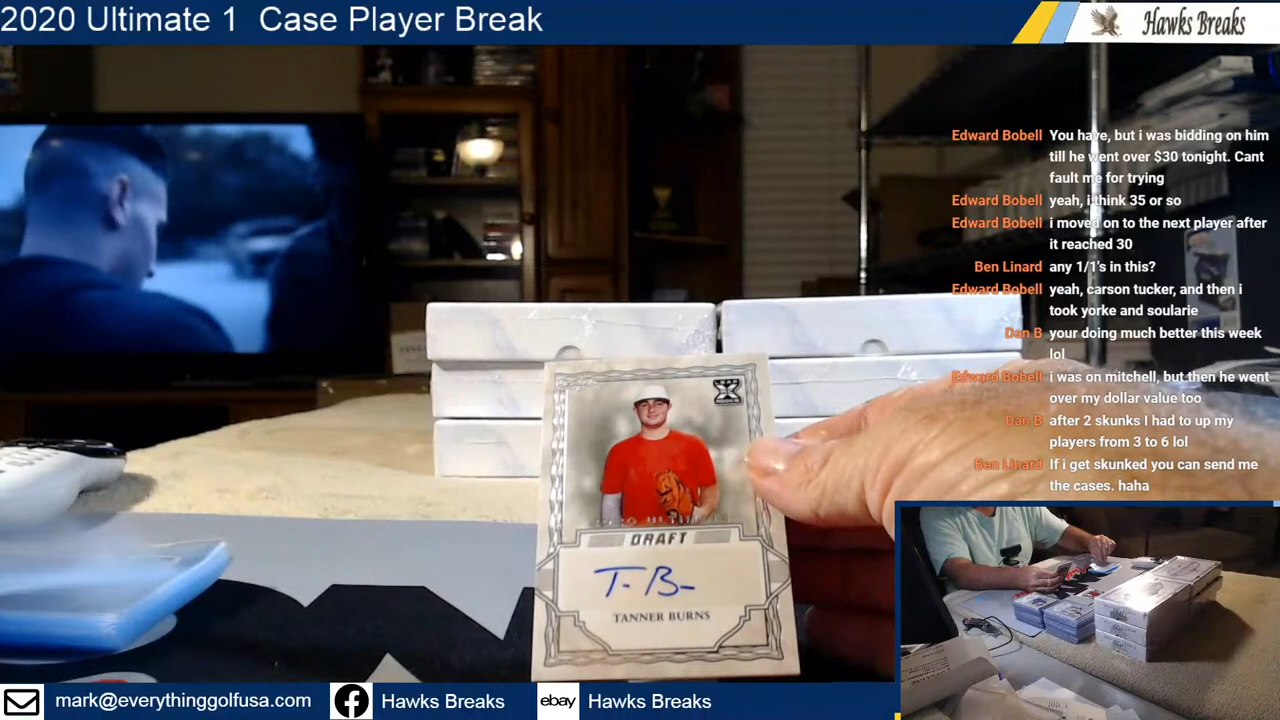 2020 Ultimate 1 Case Player Break
Hawks Breaks
Edward Bobell You have, but i was bidding on him
till he went over $30 tonight. Cant
fault me for trying
Edward Bobell yeah, i think 35 or so
Edward Bobell i moved on to the next player after
it reached 30
Ben Linard any 1/1's in this?
Edward Bobell yeah, carson tucker, and then i
took yorke and soularie
Dan B your doing much better this week
lol
Edward Bobell i was on mitchell, but then he went
over my dollar value too
Dan B after 2 skunks I had to up my
players from 3 to 6 lol
Ben Linard If i get skunked you can send me
the cases. haha
DRAFT
T- B-
TANNER BURNS
mark@everythinggolfusa.com
Hawks Breaks
ebay
Hawks Breaks